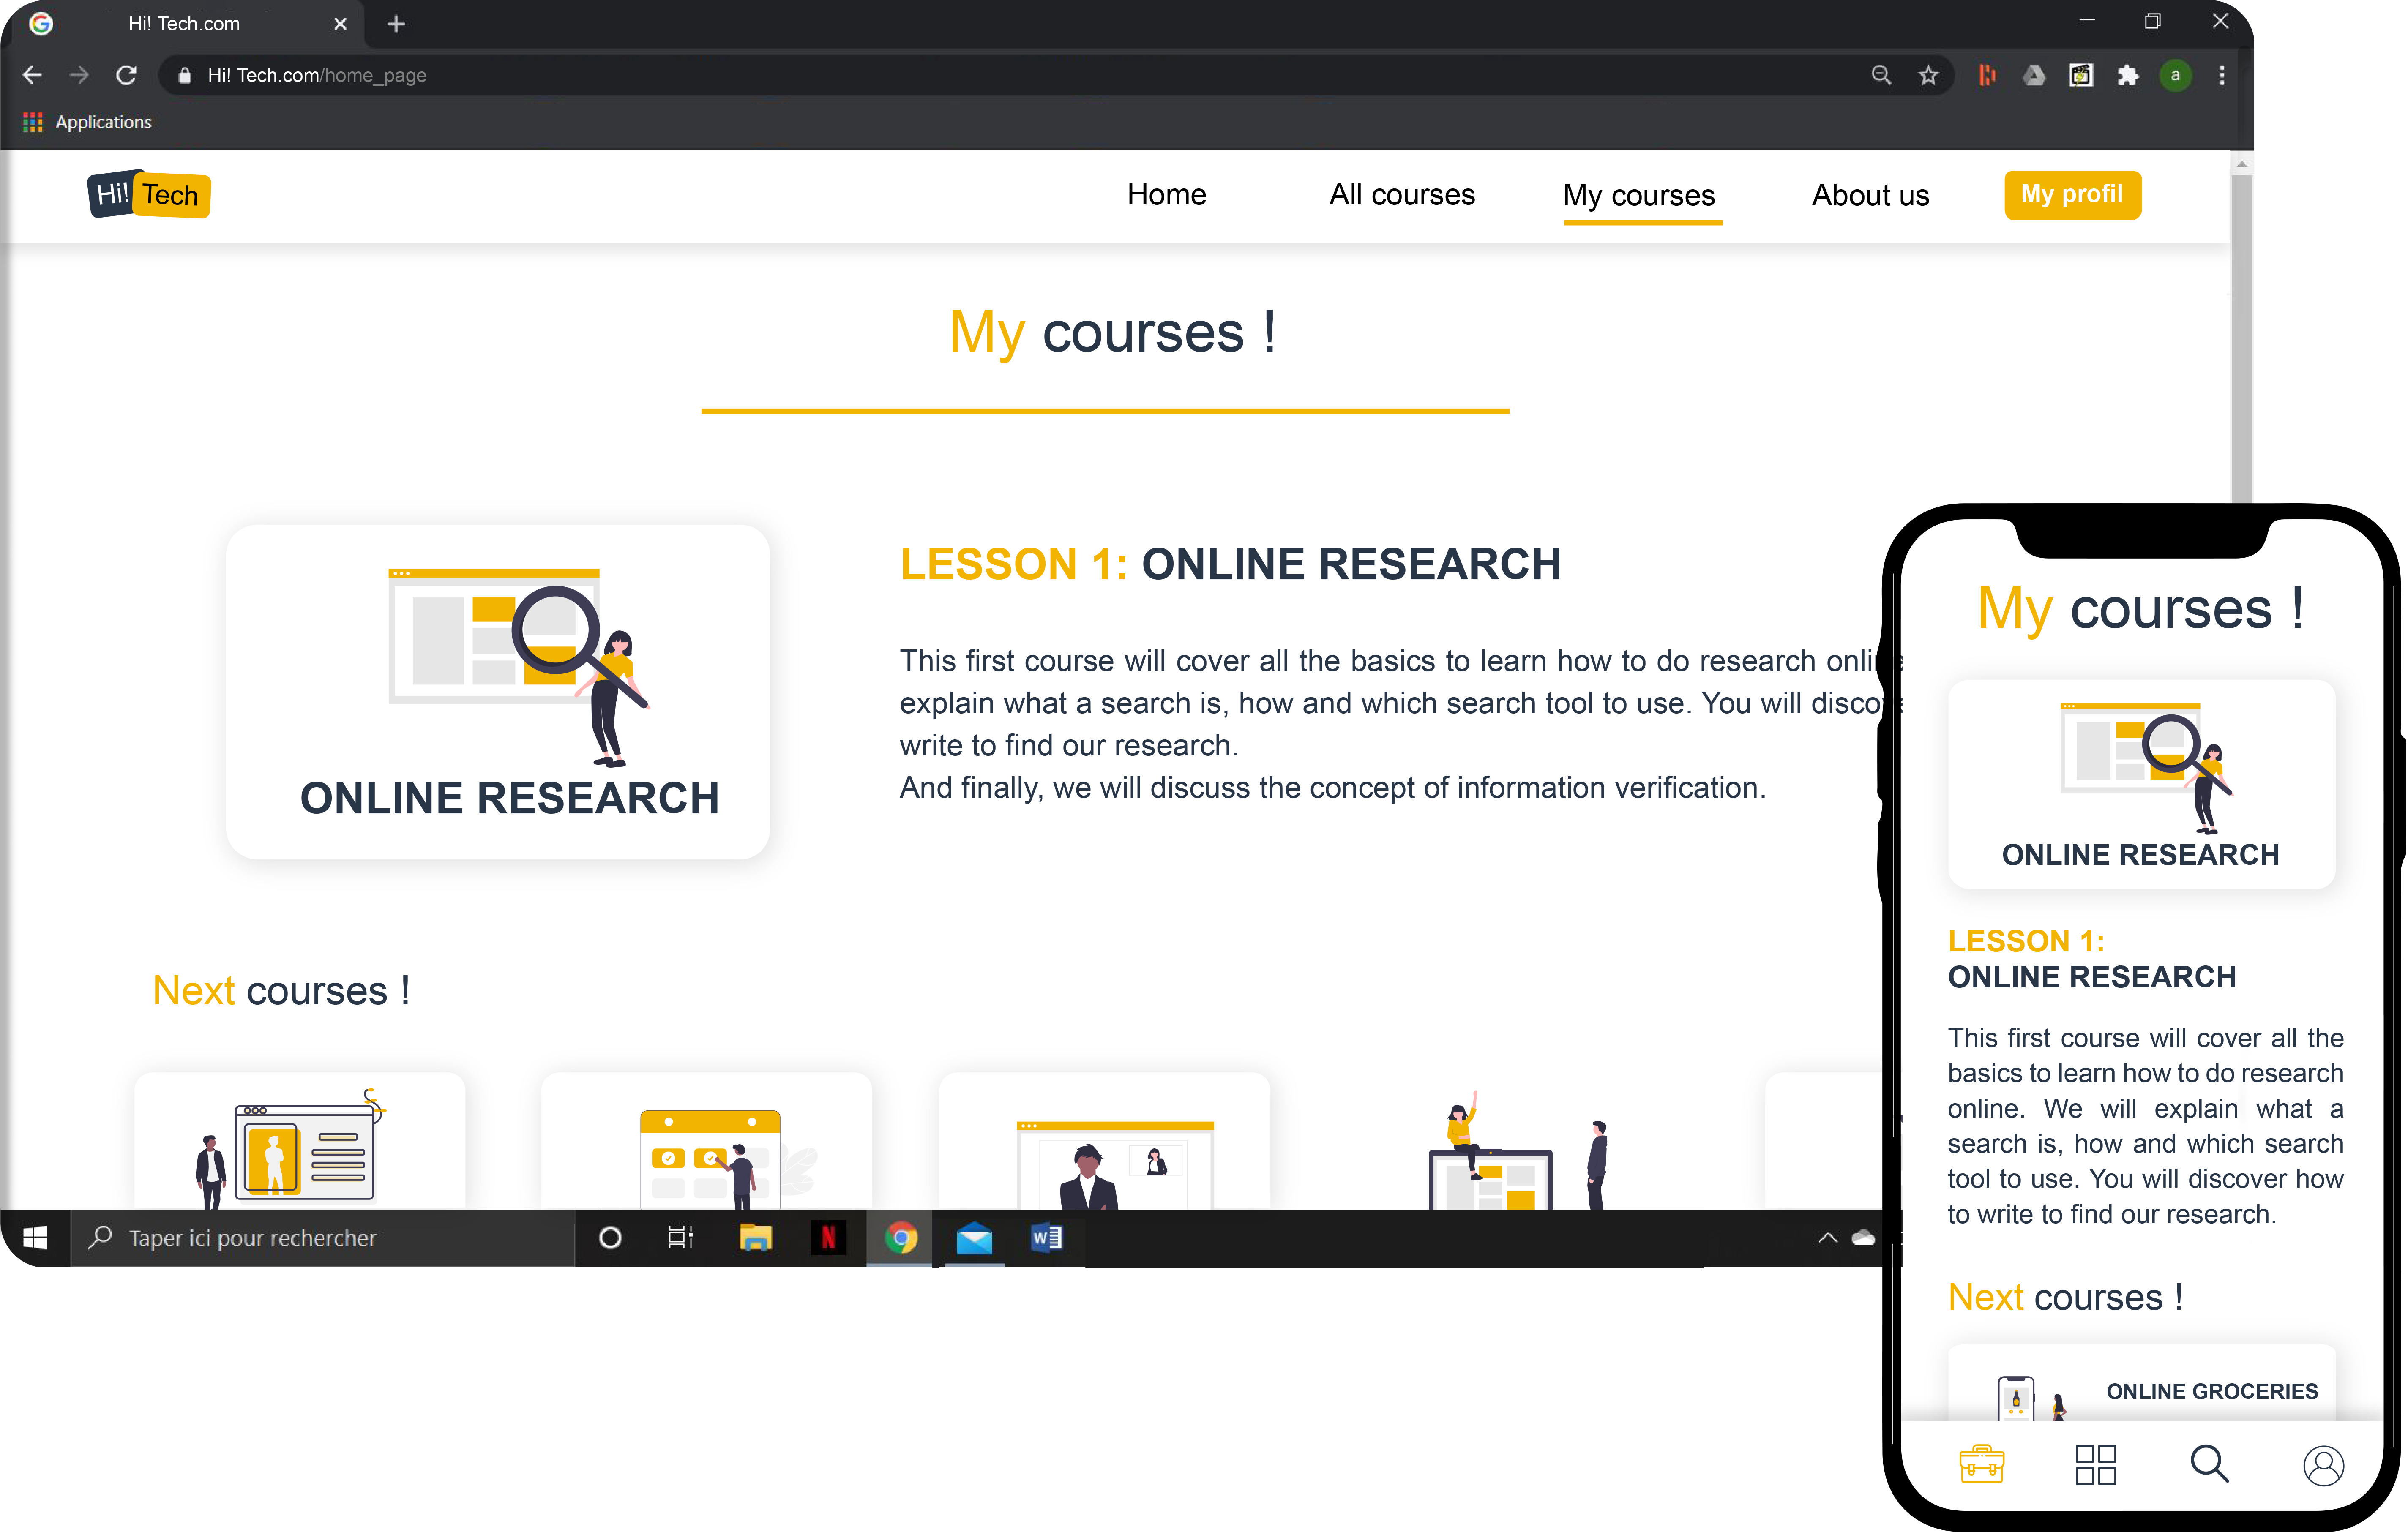 Hi! Tech.com
Hi! Tech.com/home_page
a
Applications
Hi! Tech
Home All courses My courses About us My profil
My courses !
ONLINE RESEARCH
LESSON 1: ONLINE RESEARCH
This first course will cover all the basics to learn how to do research
explain what a search is, how and which search tool to use. You will
write to find our research.
And finally, we will discuss the concept of information verification.
Next courses !
Taper ici pour rechercher
N
W
My courses !
ONLINE RESEARCH
LESSON 1:
ONLINE RESEARCH
This first course will cover all the
basics to learn how to do research
online. We will explain what a
search is, how and which search
tool to use. You will discover how
to write to find our research.
Next courses !
ONLINE GROCERIES